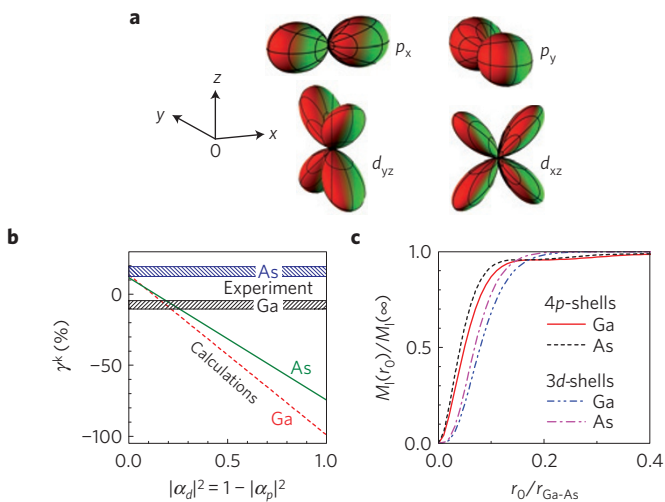 a
p_x
p_y
z
y
x
0
d_yz
d_xz
b
As
Experiment
Ga
0
−50
−100
γ^k (%)
Calculations
As
Ga
0.0
0.5
1.0
|α_d|² = 1 − |α_p|²
c
1.0
0.5
0.0
M_l(r_0)/M_l(∞)
4p-shells
Ga
As
3d-shells
Ga
As
0.0
0.2
0.4
r_0/r_Ga-As